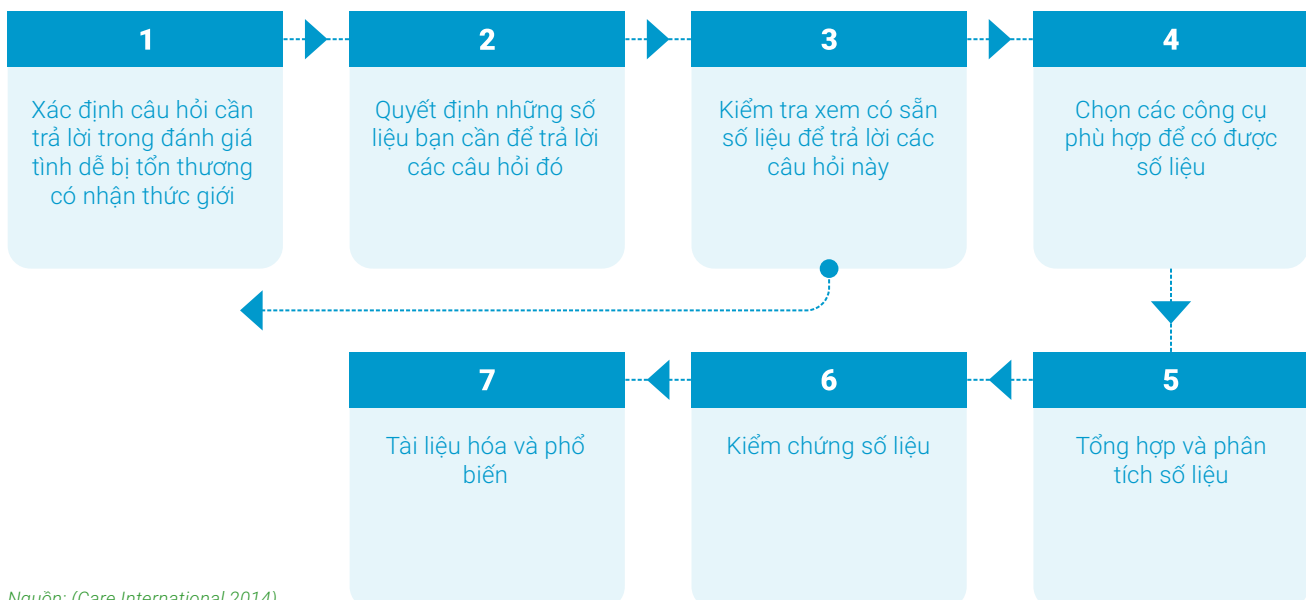 1
Xác định câu hỏi cần
trả lời trong đánh giá
tình dễ bị tổn thương
có nhận thức giới
2
Quyết định những số
liệu bạn cần để trả lời
các câu hỏi đó
3
Kiểm tra xem có sẵn
số liệu để trả lời các
câu hỏi này
4
Chọn các công cụ
phù hợp để có được
số liệu
5
Tổng hợp và phân
tích số liệu
6
Kiểm chứng số liệu
7
Tài liệu hóa và phổ
biến
Nguồn: (Care International 2014)